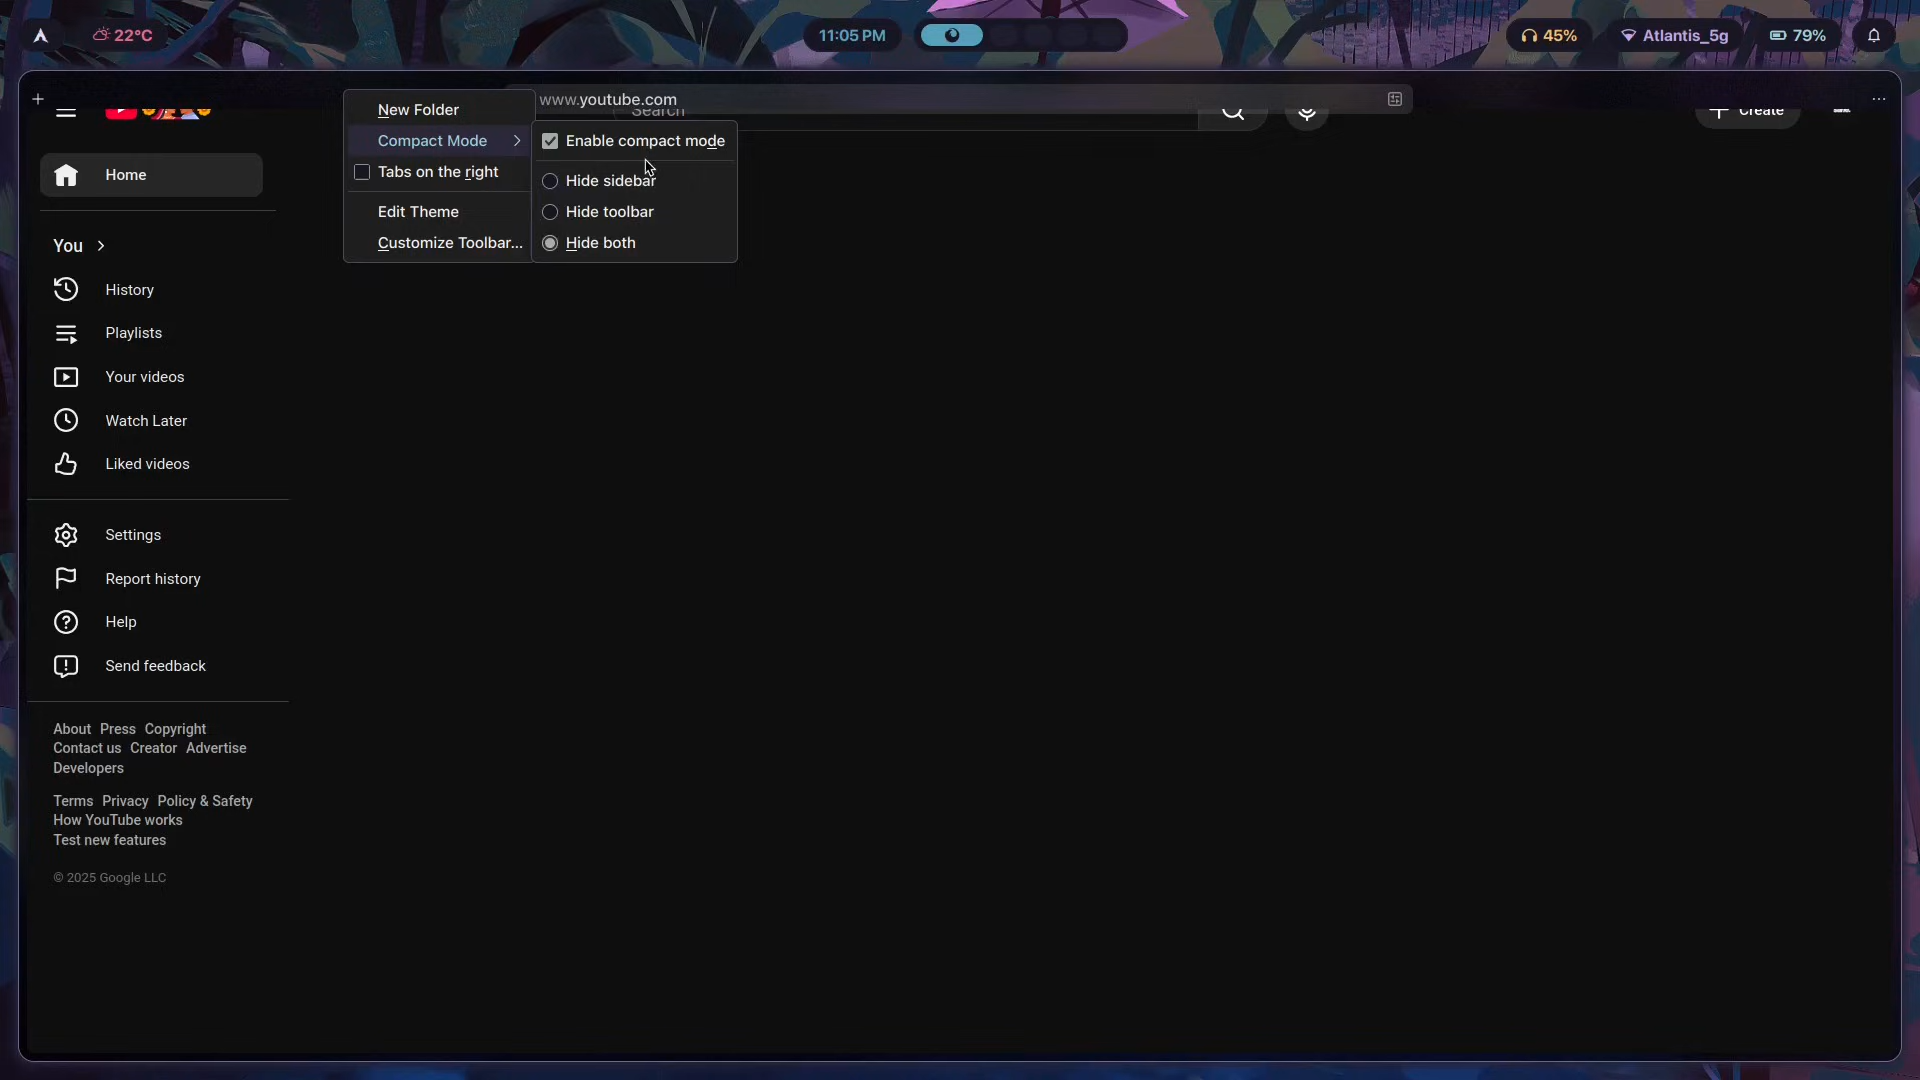 22°C
11:05 PM
45%
Atlantis_5g
79%
www.youtube.com
Search
Create
New Folder
Compact Mode
Tabs on the right
Edit Theme
Customize Toolbar...
Enable compact mode
Hide sidebar
Hide toolbar
Hide both
Home
You
History
Playlists
Your videos
Watch Later
Liked videos
Settings
Report history
Help
Send feedback
About Press Copyright
Contact us Creator Advertise
Developers
Terms Privacy Policy & Safety
How YouTube works
Test new features
© 2025 Google LLC